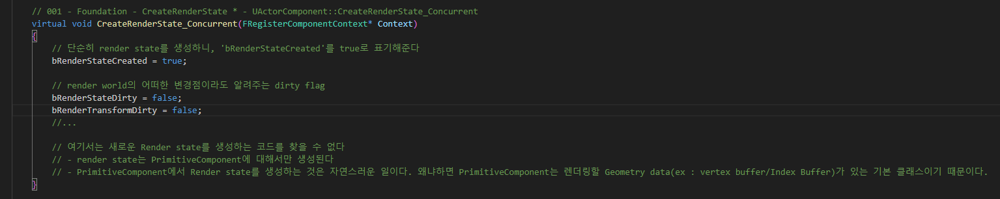 // 001 - Foundation - CreateRenderState * - UActorComponent::CreateRenderState_Concurrent
virtual void CreateRenderState_Concurrent(FRegisterComponentContext* Context)
{
// 단순히 render state를 생성하니, 'bRenderStateCreated'를 true로 표기해준다
bRenderStateCreated = true;
// render world의 어떠한 변경점이라도 알려주는 dirty flag
bRenderStateDirty = false;
bRenderTransformDirty = false;
//...
// 여기서는 새로운 Render state를 생성하는 코드를 찾을 수 없다
// - render state는 PrimitiveComponent에 대해서만 생성된다
// - PrimitiveComponent에서 Render state를 생성하는 것은 자연스러운 일이다. 왜냐하면 PrimitiveComponent는 렌더링할 Geometry data(ex : vertex buffer/Index Buffer)가 있는 기본 클래스이기 때문이다.
}